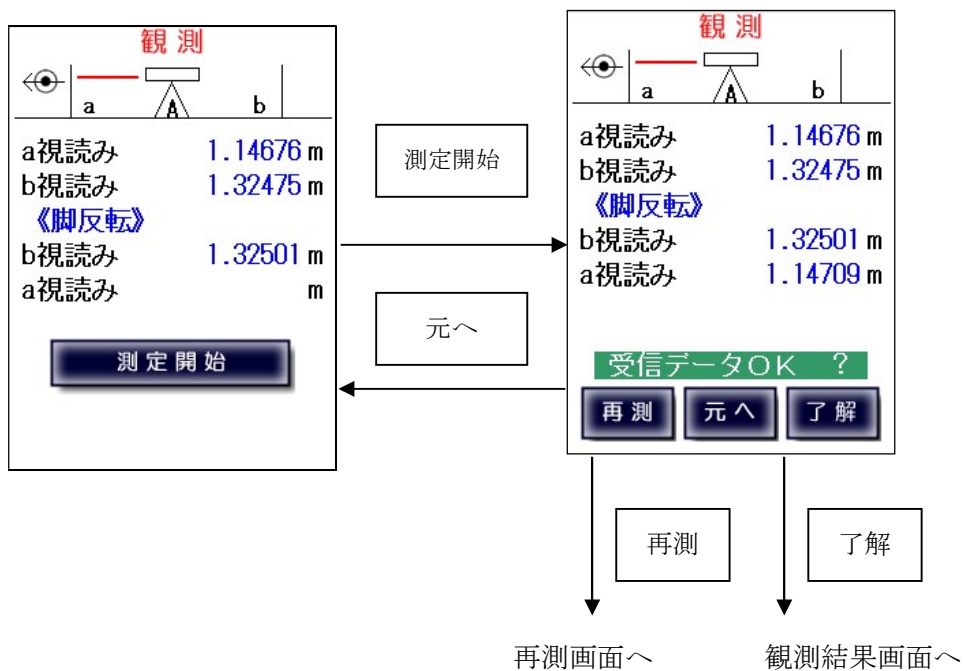 観 測
a
A
b
a視読み 1.14676 m
b視読み 1.32475 m
《脚反転》
b視読み 1.32501 m
a視読み m
測 定 開 始
測定開始
元へ
観 測
a
A
b
a視読み 1.14676 m
b視読み 1.32475 m
《脚反転》
b視読み 1.32501 m
a視読み 1.14709 m
受信データOK ?
再 測
元 へ
了 解
再測
了解
再測画面へ
観測結果画面へ